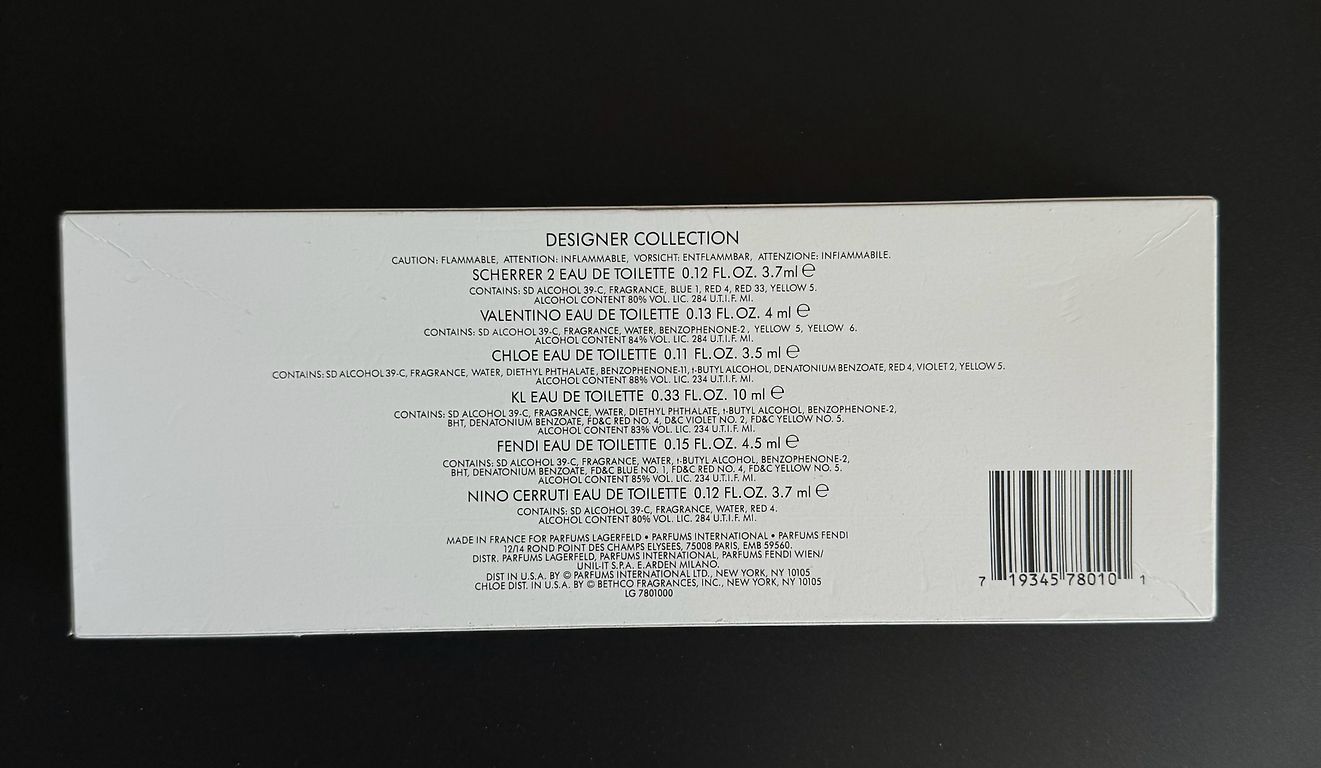 DESIGNER COLLECTION
CAUTION: FLAMMABLE, ATTENTION: INFLAMMABLE, VORSICHT: ENTFLAMMBAR, ATTENZIONE: INFIAMMABILE.
SCHERRER 2 EAU DE TOILETTE 0.12 FL.OZ. 3.7ml ℮
CONTAINS: SD ALCOHOL 39-C, FRAGRANCE, BLUE 1, RED 4, RED 33, YELLOW 5.
ALCOHOL CONTENT 80% VOL. LIC. 284 U.T.I.F. MI.
VALENTINO EAU DE TOILETTE 0.13 FL.OZ. 4 ml ℮
CONTAINS: SD ALCOHOL 39-C, FRAGRANCE, WATER, BENZOPHENONE-2, YELLOW 5, YELLOW 6.
ALCOHOL CONTENT 84% VOL. LIC. 284 U.T.I.F. MI.
CHLOE EAU DE TOILETTE 0.11 FL.OZ. 3.5 ml ℮
CONTAINS: SD ALCOHOL 39-C, FRAGRANCE, WATER, DIETHYL PHTHALATE, BENZOPHENONE-11, t-BUTYL ALCOHOL, DENATONIUM BENZOATE, RED 4, VIOLET 2, YELLOW 5.
ALCOHOL CONTENT 88% VOL. LIC. 234 U.T.I.F. MI.
KL EAU DE TOILETTE 0.33 FL.OZ. 10 ml ℮
CONTAINS: SD ALCOHOL 39-C, FRAGRANCE, WATER, DIETHYL PHTHALATE, t-BUTYL ALCOHOL, BENZOPHENONE-2,
BHT, DENATONIUM BENZOATE, FD&C RED NO. 4, D&C VIOLET NO. 2, FD&C YELLOW NO. 5.
ALCOHOL CONTENT 83% VOL. LIC. 234 U.T.I.F. MI.
FENDI EAU DE TOILETTE 0.15 FL.OZ. 4.5 ml ℮
CONTAINS: SD ALCOHOL 39-C, FRAGRANCE, WATER, t-BUTYL ALCOHOL, BENZOPHENONE-2,
BHT, DENATONIUM BENZOATE, FD&C BLUE NO. 1, FD&C RED NO. 4, FD&C YELLOW NO. 5.
ALCOHOL CONTENT 85% VOL. LIC. 234 U.T.I.F. MI.
NINO CERRUTI EAU DE TOILETTE 0.12 FL.OZ. 3.7 ml ℮
CONTAINS: SD ALCOHOL 39-C, FRAGRANCE, WATER, RED 4.
ALCOHOL CONTENT 80% VOL. LIC. 284 U.T.I.F. MI.
MADE IN FRANCE FOR PARFUMS LAGERFELD • PARFUMS INTERNATIONAL • PARFUMS FENDI
12/14 ROND POINT DES CHAMPS ELYSEES, 75008 PARIS, EMB 59560.
DISTR. PARFUMS LAGERFELD, PARFUMS INTERNATIONAL, PARFUMS FENDI WIEN/
UNIL-IT S.P.A. E.ARDEN MILANO.
DIST IN U.S.A. BY © PARFUMS INTERNATIONAL LTD., NEW YORK, NY 10105
CHLOE DIST. IN U.S.A. BY © BETHCO FRAGRANCES, INC., NEW YORK, NY 10105
LG 7801000
7 19345 78010 1